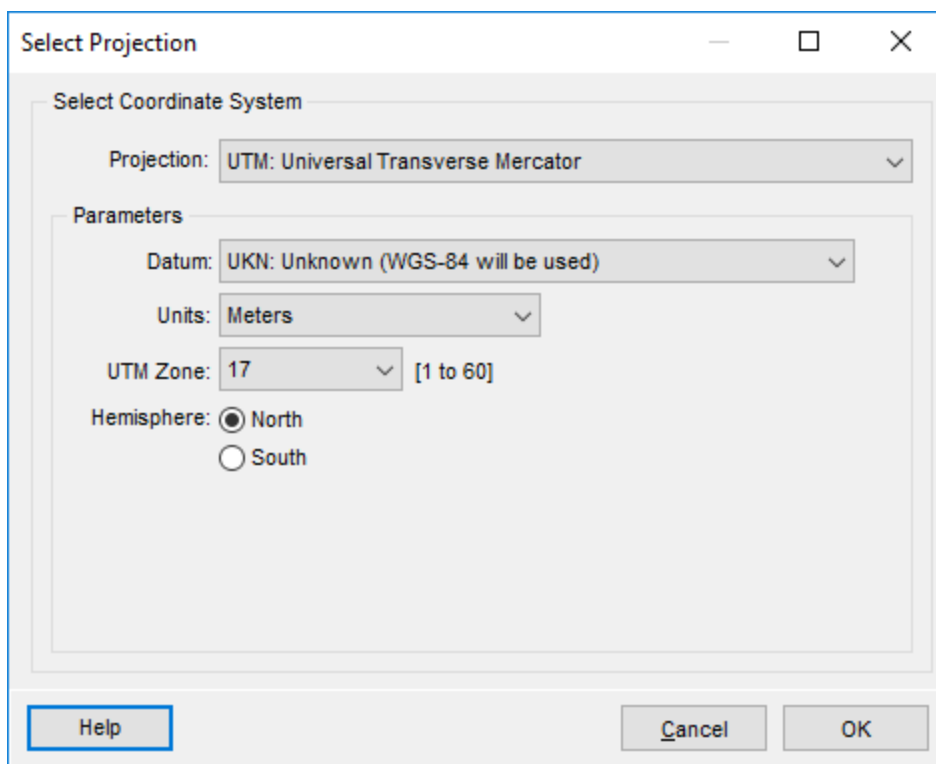 Select Projection
Select Coordinate System
Projection: UTM: Universal Transverse Mercator
Parameters
Datum: UKN: Unknown (WGS-84 will be used)
Units: Meters
UTM Zone: 17 [1 to 60]
Hemisphere: North
South
Help Cancel OK